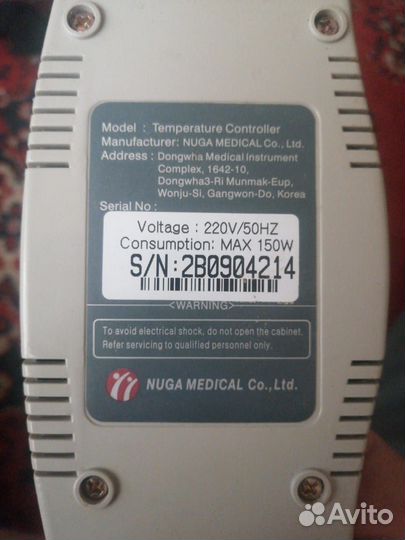 Model : Temperature Controller
Manufacturer: NUGA MEDICAL Co., Ltd.
Address : Dongwha Medical Instrument
Complex, 1642-10,
Dongwha3-Ri Munmak-Eup,
Wonju-Si, Gangwon-Do, Korea
Serial No :
Voltage : 220V/50HZ
Consumption: MAX 150W
S/N:2B0904214
<WARNING>
To avoid electrical shock, do not open the cabinet.
Refer servicing to qualified personnel only.
NUGA MEDICAL Co., Ltd.
Avito